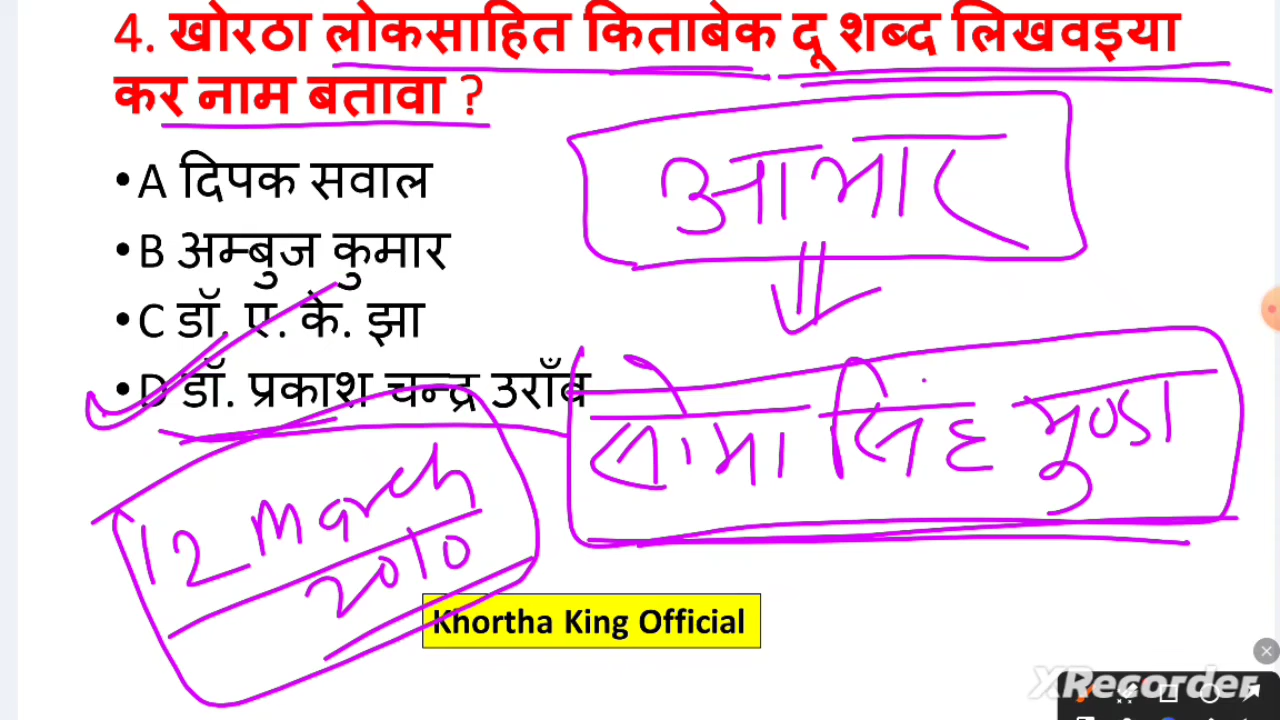 4. खोरठा लोकसाहित किताबेक दू शब्द लिखवइया
कर नाम बतावा ?
•A दिपक सवाल
•B अम्बुज कुमार
•C डॉ. ए. के. झा
•D डॉ. प्रकाश चन्द्र उराँव
आभार
सोमा सिंह मुण्डा
12 March
2010
Khortha King Official
XRecorder